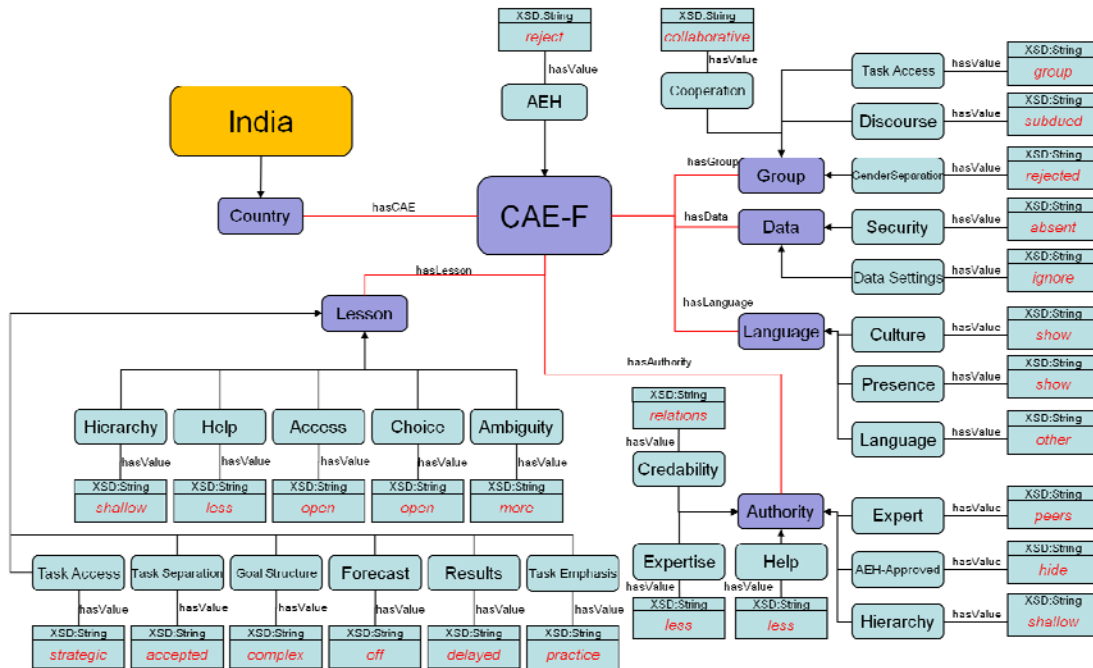 XSD:String
reject
hasValue
AEH
XSD:String
collaborative
hasValue
Cooperation
India
Country
hasCAE
CAE-F
hasGroup
Group
hasData
Data
hasLanguage
Language
Task Access
hasValue
XSD:String
group
Discourse
hasValue
XSD:String
subdued
GenderSeparation
hasValue
XSD:String
rejected
Security
hasValue
XSD:String
absent
Data Settings
hasValue
XSD:String
ignore
Culture
hasValue
XSD:String
show
Presence
hasValue
XSD:String
show
Language
hasValue
XSD:String
other
hasLesson
Lesson
Hierarchy
Help
Access
Choice
Ambiguity
hasValue
hasValue
hasValue
hasValue
hasValue
XSD:String
XSD:String
XSD:String
XSD:String
XSD:String
shallow
less
open
open
more
Task Access
Task Separation
Goal Structure
Forecast
Results
Task Emphasis
hasValue
hasValue
hasValue
hasValue
hasValue
hasValue
XSD:String
XSD:String
XSD:String
XSD:String
XSD:String
XSD:String
strategic
accepted
complex
off
delayed
practice
hasAuthority
XSD:String
relations
hasValue
Credability
Authority
Expertise
Help
hasValue
hasValue
XSD:String
XSD:String
less
less
Expert
hasValue
XSD:String
peers
AEH-Approved
hasValue
XSD:String
hide
Hierarchy
hasValue
XSD:String
shallow